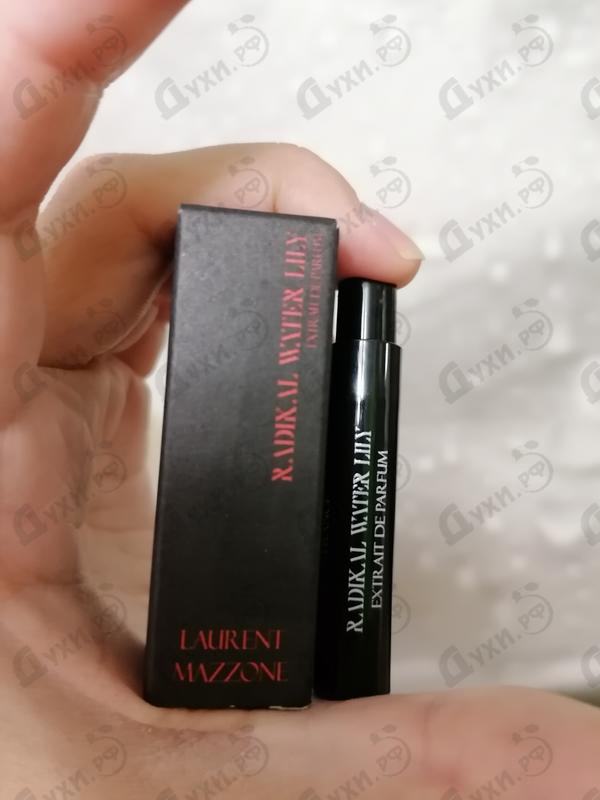 RADIKAL WATER LILY
EXTRAIT DE PARFUM
LAURENT
MAZZONE
RADIKAL WATER LILY
EXTRAIT DE PARFUM
Духи.рф